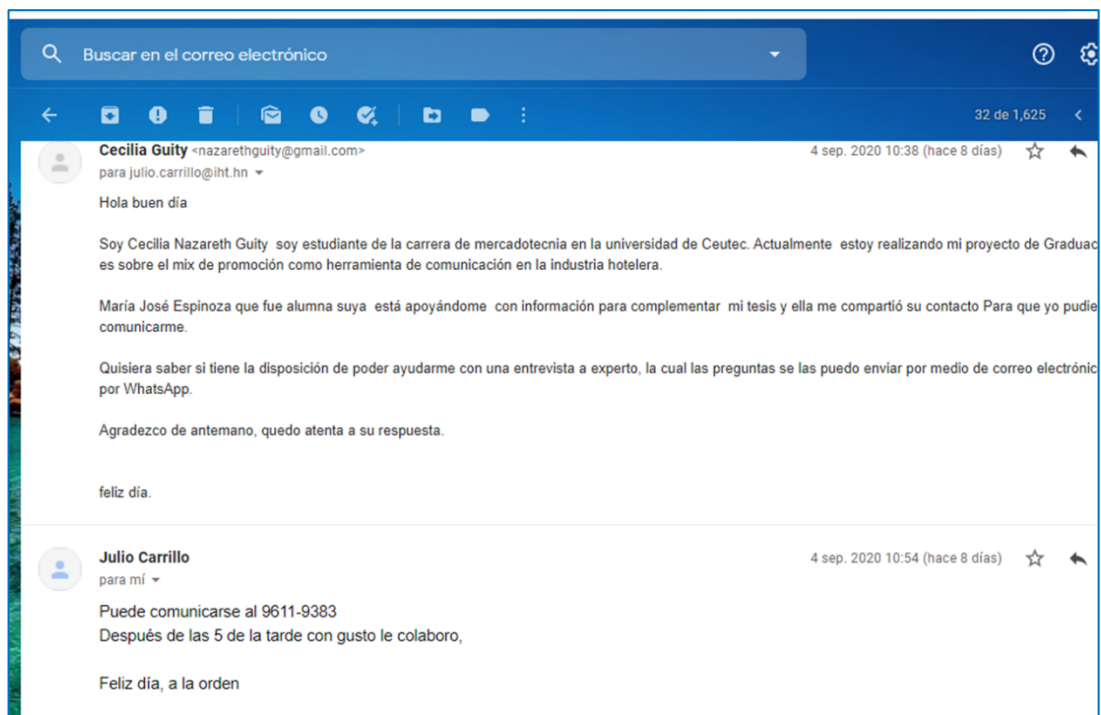 Buscar en el correo electrónico
32 de 1,625
Cecilia Guity <nazarethguity@gmail.com> 4 sep. 2020 10:38 (hace 8 días)
para julio.carrillo@iht.hn
Hola buen día
Soy Cecilia Nazareth Guity soy estudiante de la carrera de mercadotecnia en la universidad de Ceutec. Actualmente estoy realizando mi proyecto de Graduac
es sobre el mix de promoción como herramienta de comunicación en la industria hotelera.
María José Espinoza que fue alumna suya está apoyándome con información para complementar mi tesis y ella me compartió su contacto Para que yo pudie
comunicarme.
Quisiera saber si tiene la disposición de poder ayudarme con una entrevista a experto, la cual las preguntas se las puedo enviar por medio de correo electrónic
por WhatsApp.
Agradezco de antemano, quedo atenta a su respuesta.
feliz día.
Julio Carrillo 4 sep. 2020 10:54 (hace 8 días)
para mí
Puede comunicarse al 9611-9383
Después de las 5 de la tarde con gusto le colaboro,
Feliz día, a la orden